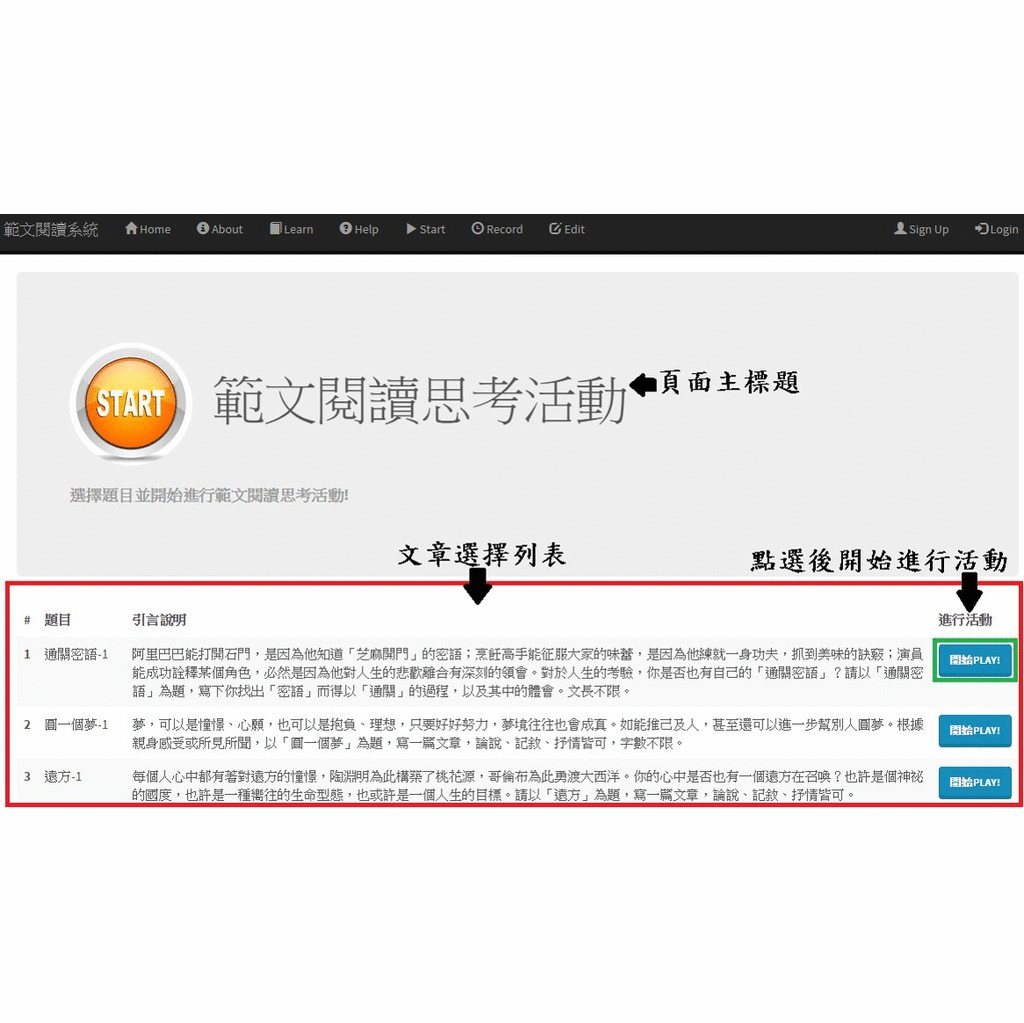 範文閱讀系統 Home About Learn Help Start Record Edit Sign Up Login
START
範文閱讀思考活動
頁面主標題
選擇題目並開始進行範文閱讀思考活動!
文章選擇列表
點選後開始進行活動
# 題目 引言說明 進行活動
1 通關密語-1 阿里巴巴能打開石門，是因為他知道「芝麻開門」的密語；烹飪高手能征服大家的味蕾，是因為他練就一身功夫，抓到美味的訣竅；演員 開始PLAY!
能成功詮釋某個角色，必然是因為他對人生的悲歡離合有深刻的領會。對於人生的考驗，你是否也有自己的「通關密語」？請以「通關密
語」為題，寫下你找出「密語」而得以「通關」的過程，以及其中的體會。文長不限。
2 圓一個夢-1 夢，可以是憧憬、心願，也可以是抱負、理想，只要好好努力，夢境往往也會成真。如能推己及人，甚至還可以進一步幫別人圓夢。根據 開始PLAY!
親身感受或所見所聞，以「圓一個夢」為題，寫一篇文章，論說、記敘、抒情皆可，字數不限。
3 遠方-1 每個人心中都有著對遠方的憧憬，陶淵明為此構築了桃花源，哥倫布為此勇渡大西洋。你的心中是否也有一個遠方在召喚？也許是個神祕 開始PLAY!
的國度，也許是一種嚮往的生命型態，也或許是一個人生的目標。請以「遠方」為題，寫一篇文章，論說、記敘、抒情皆可。